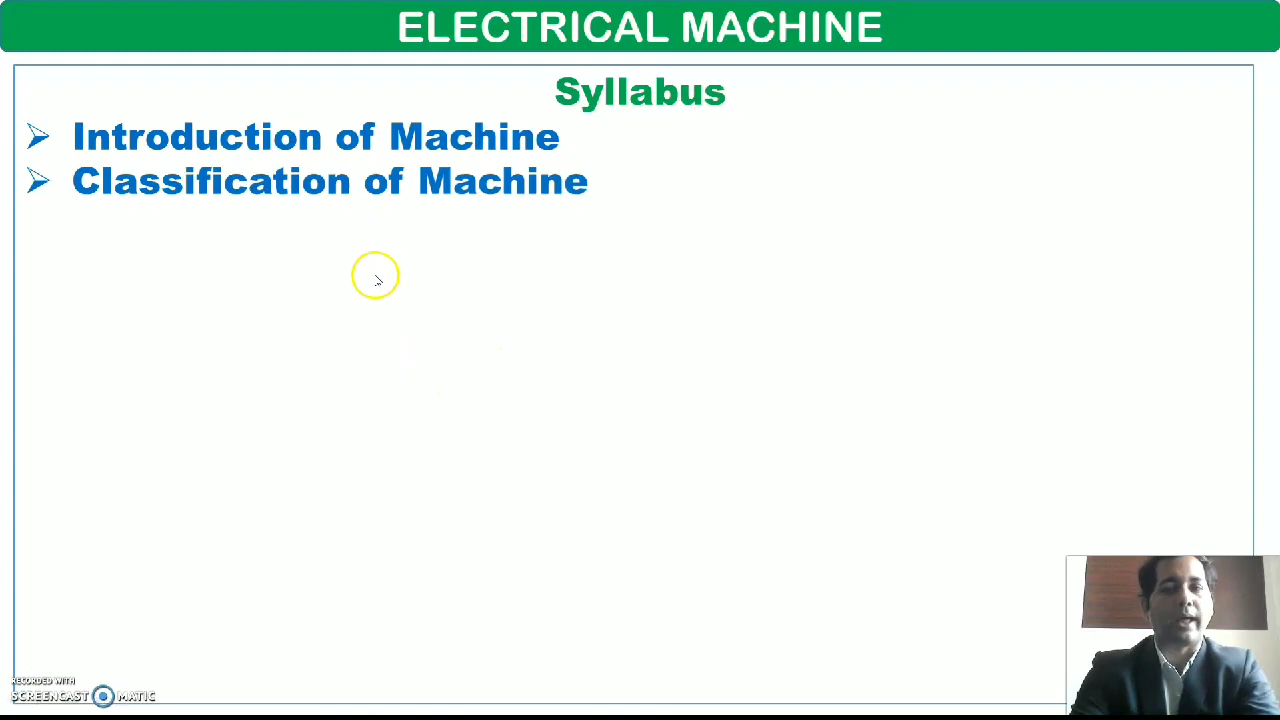 ELECTRICAL MACHINE
Syllabus
Introduction of Machine
Classification of Machine
RECORDED WITH
SCREENCAST MATIC